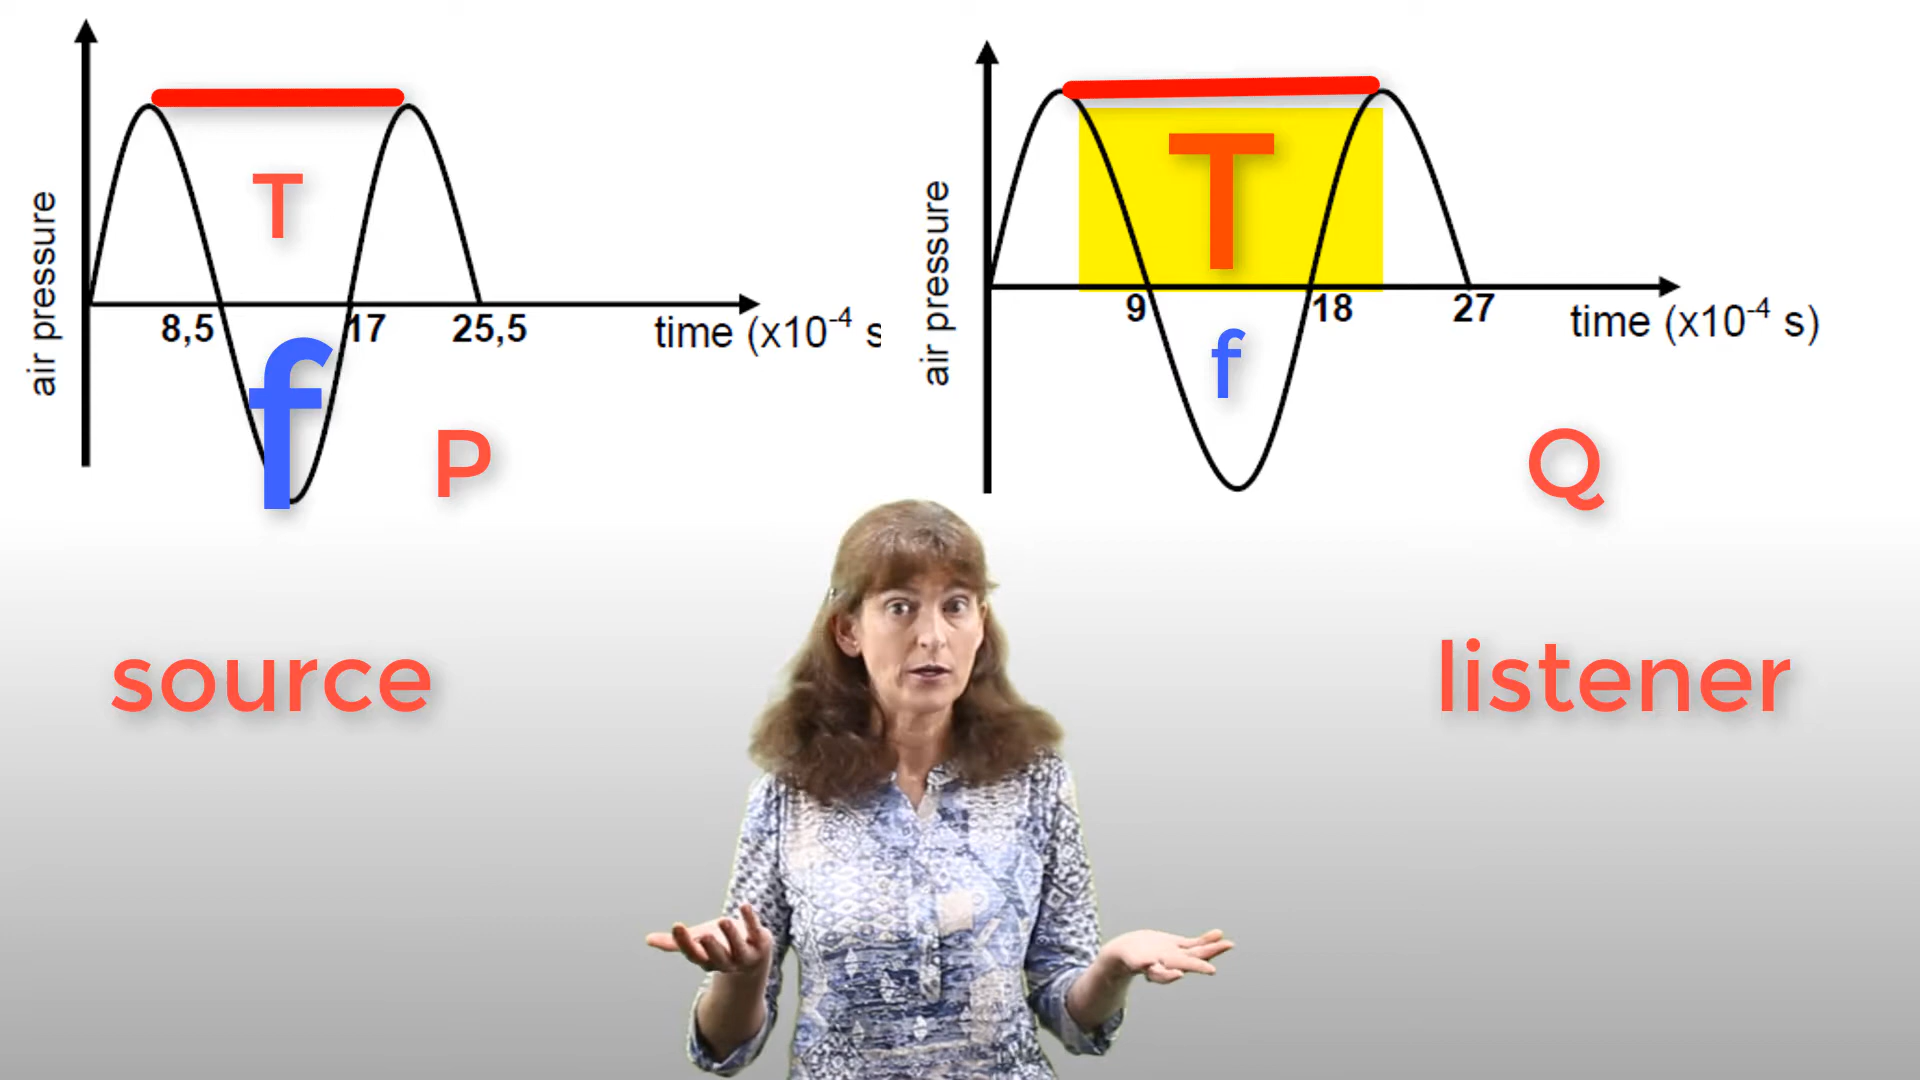 air pressure
T
8,5
17
25,5
time (x10⁻⁴ s
f
P
source
air pressure
T
9
18
27
time (x10⁻⁴ s)
f
Q
listener